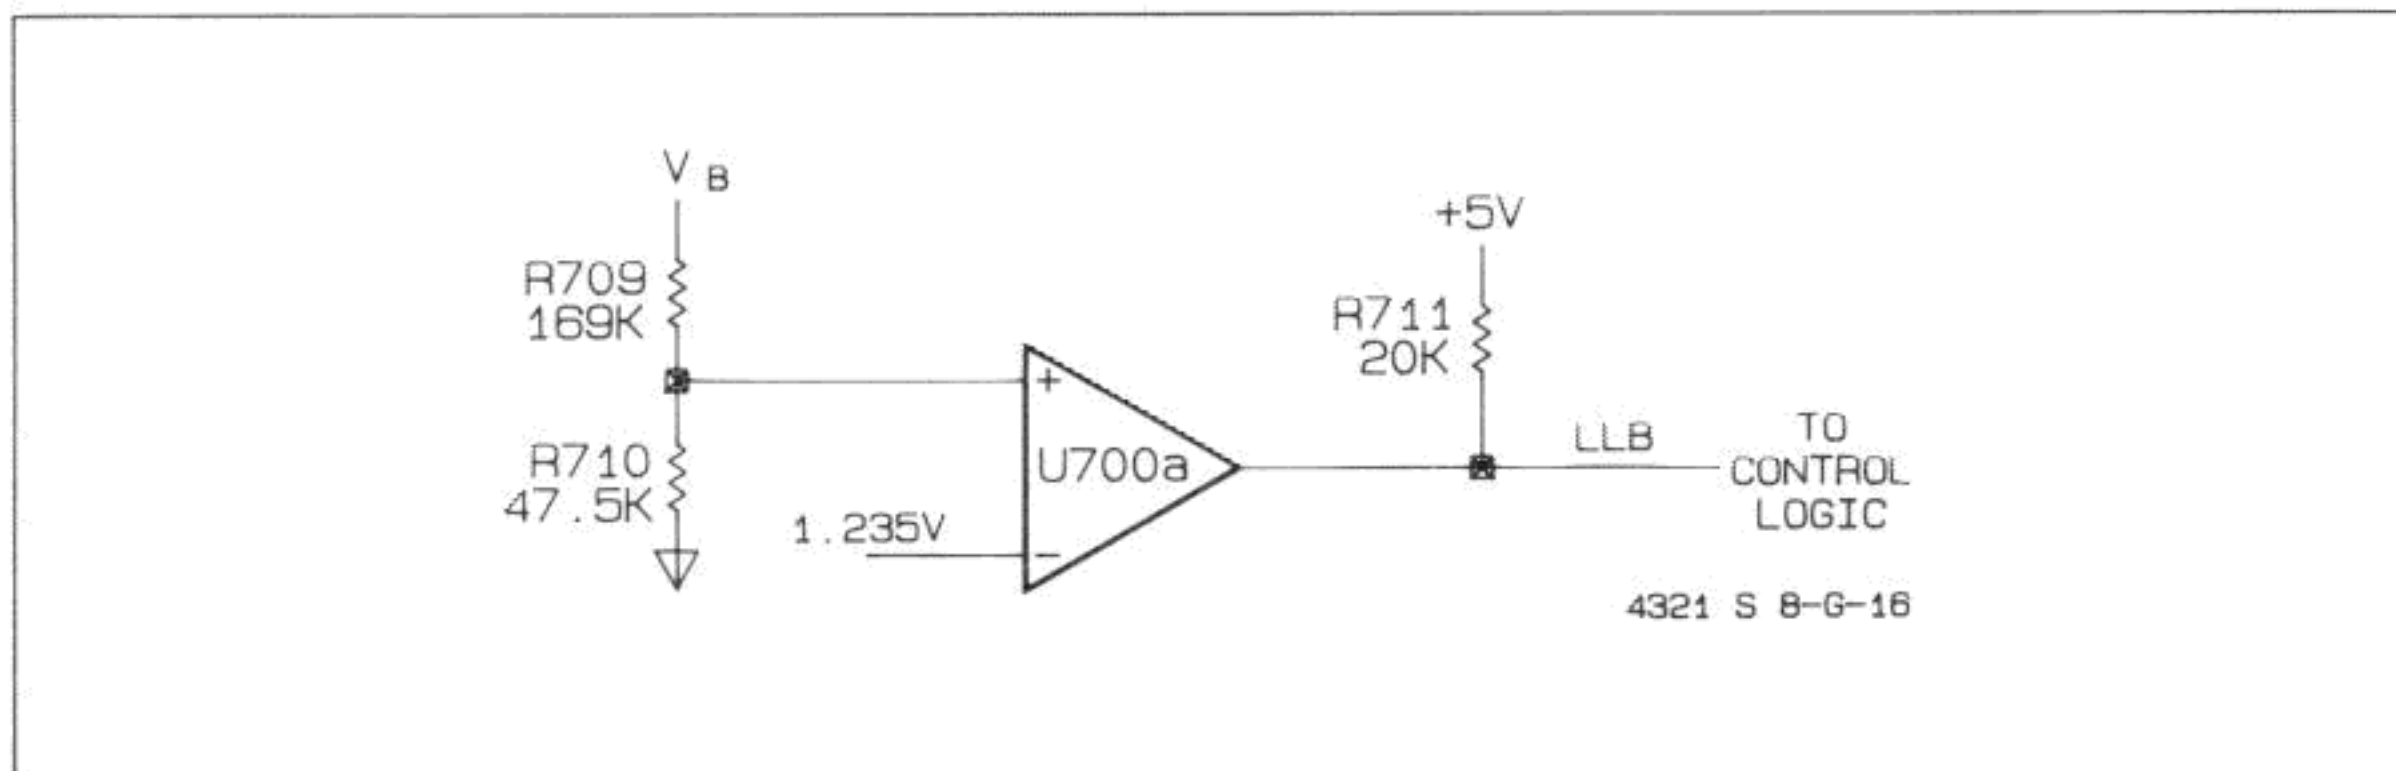 V B
R709
169K
R710
47.5K
1.235V
+
U700a
−
+5V
R711
20K
LLB
TO
CONTROL
LOGIC
4321 S 8-G-16